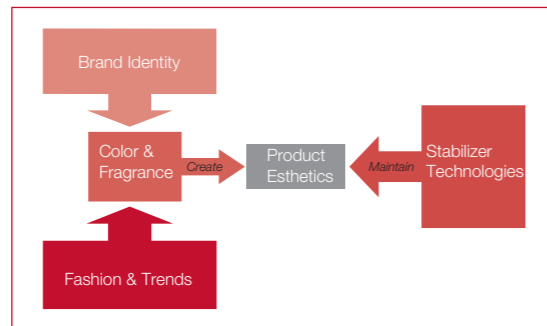 Brand Identity
Color &
Fragrance
Create
Product
Esthetics
Maintain
Stabilizer
Technologies
Fashion & Trends